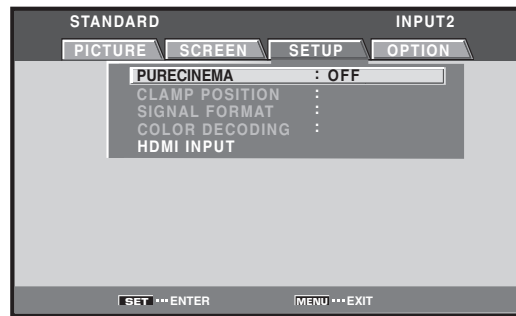 STANDARD INPUT2
PICTURE SCREEN SETUP OPTION
PURECINEMA : OFF
CLAMP POSITION :
SIGNAL FORMAT :
COLOR DECODING :
HDMI INPUT
SET ···ENTER MENU ···EXIT